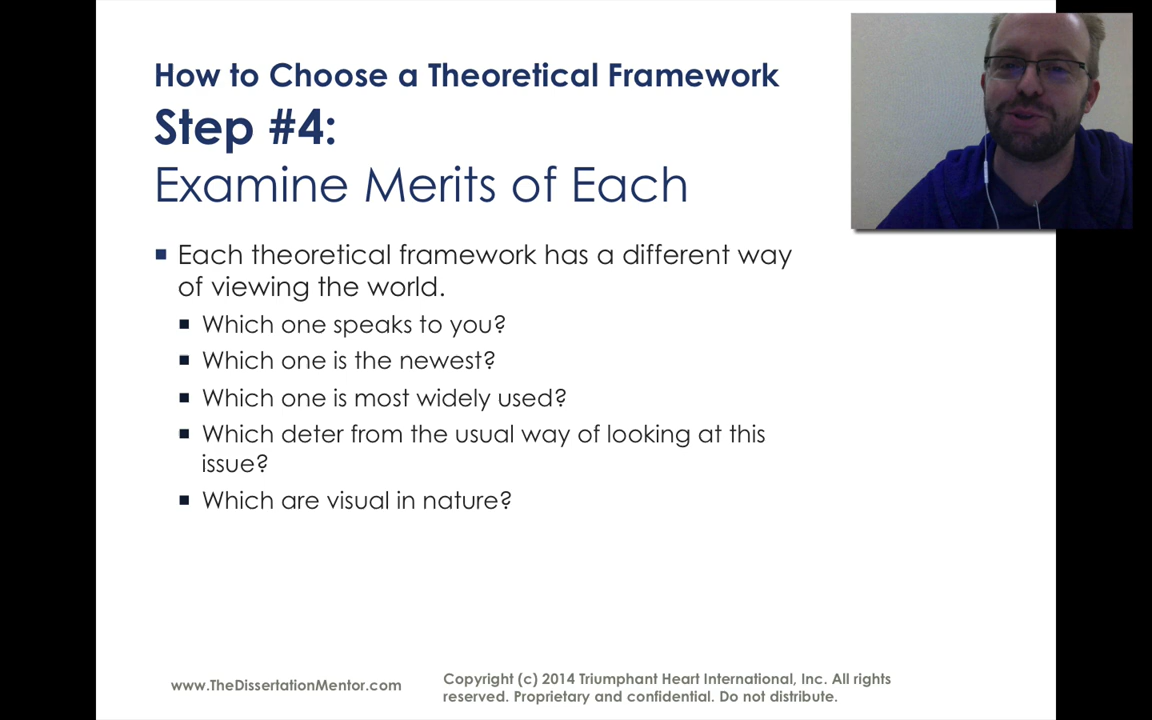 How to Choose a Theoretical Framework
Step #4:
Examine Merits of Each
■ Each theoretical framework has a different way
of viewing the world.
■ Which one speaks to you?
■ Which one is the newest?
■ Which one is most widely used?
■ Which deter from the usual way of looking at this
issue?
■ Which are visual in nature?
www.TheDissertationMentor.com
Copyright (c) 2014 Triumphant Heart International, Inc. All rights
reserved. Proprietary and confidential. Do not distribute.